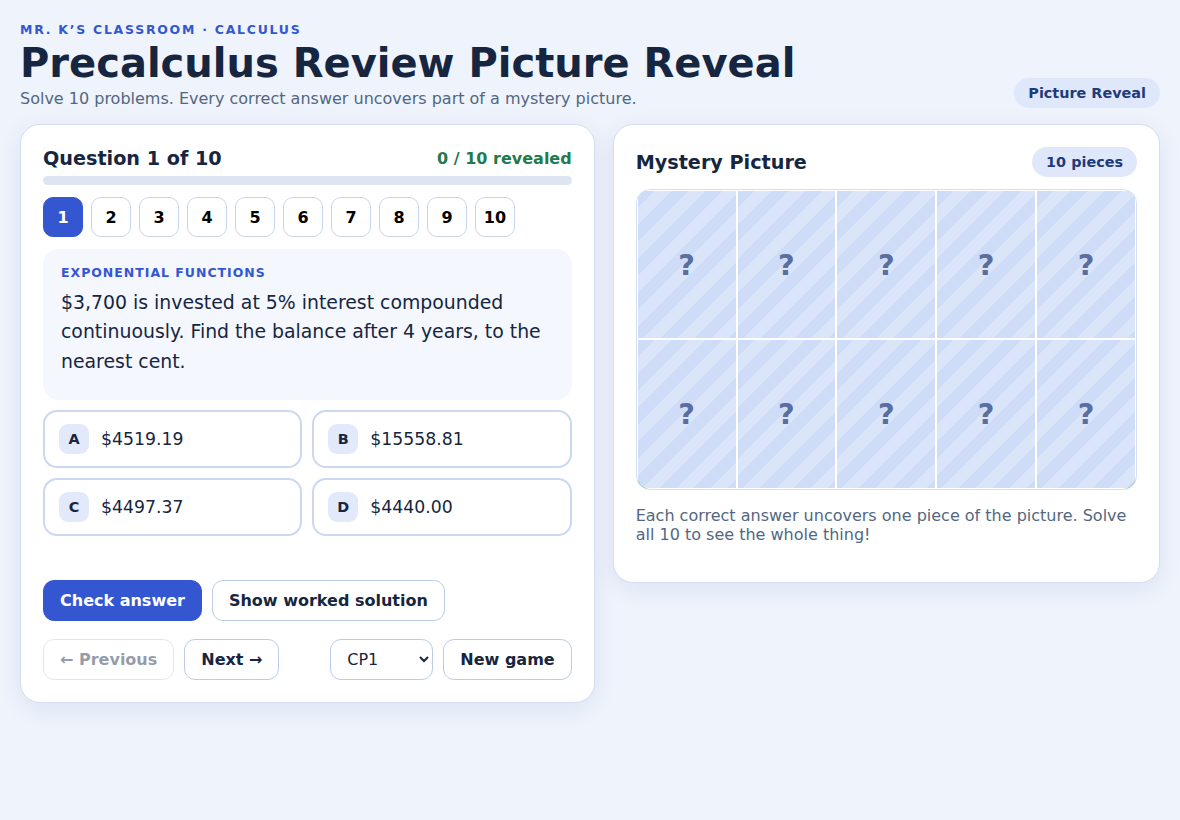 MR. K’S CLASSROOM · CALCULUS
Precalculus Review Picture Reveal
Solve 10 problems. Every correct answer uncovers part of a mystery picture.
Picture Reveal
Question 1 of 10
0 / 10 revealed
1 2 3 4 5 6 7 8 9 10
EXPONENTIAL FUNCTIONS
$3,700 is invested at 5% interest compounded
continuously. Find the balance after 4 years, to the
nearest cent.
A $4519.19
B $15558.81
C $4497.37
D $4440.00
Check answer
Show worked solution
← Previous
Next →
CP1
New game
Mystery Picture
10 pieces
? ? ? ? ?
? ? ? ? ?
Each correct answer uncovers one piece of the picture. Solve
all 10 to see the whole thing!